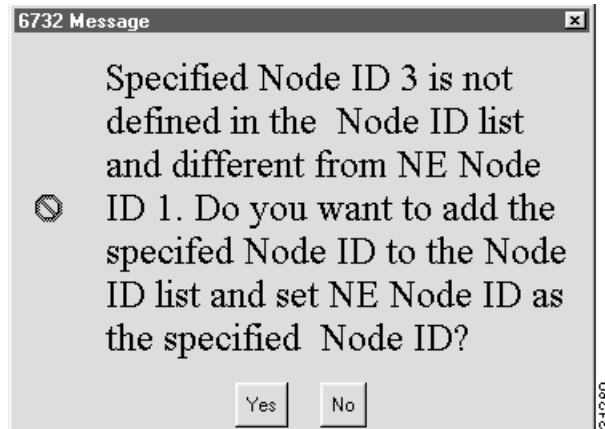 6732 Message
Specified Node ID 3 is not
defined in the Node ID list
and different from NE Node
ID 1. Do you want to add the
specifed Node ID to the Node
ID list and set NE Node ID as
the specified Node ID?
Yes No